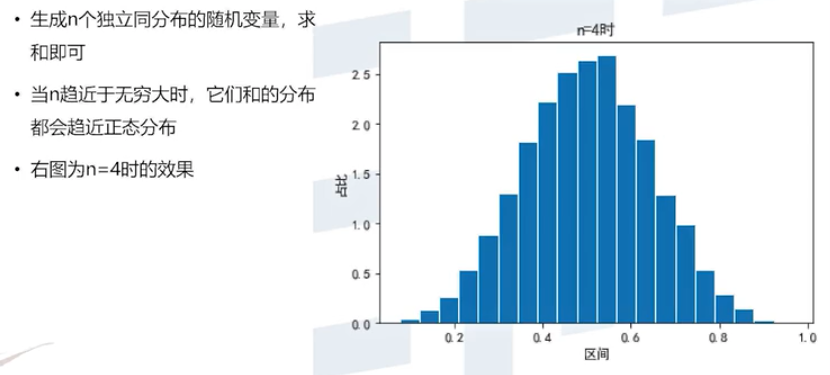 • 生成n个独立同分布的随机变量，求
和即可
• 当n趋近于无穷大时，它们和的分布
都会趋近正态分布
• 右图为n=4时的效果
n=4时
占比
2.5
2.0
1.5
1.0
0.5
0.0
0.2 0.4 0.6 0.8 1.0
区间